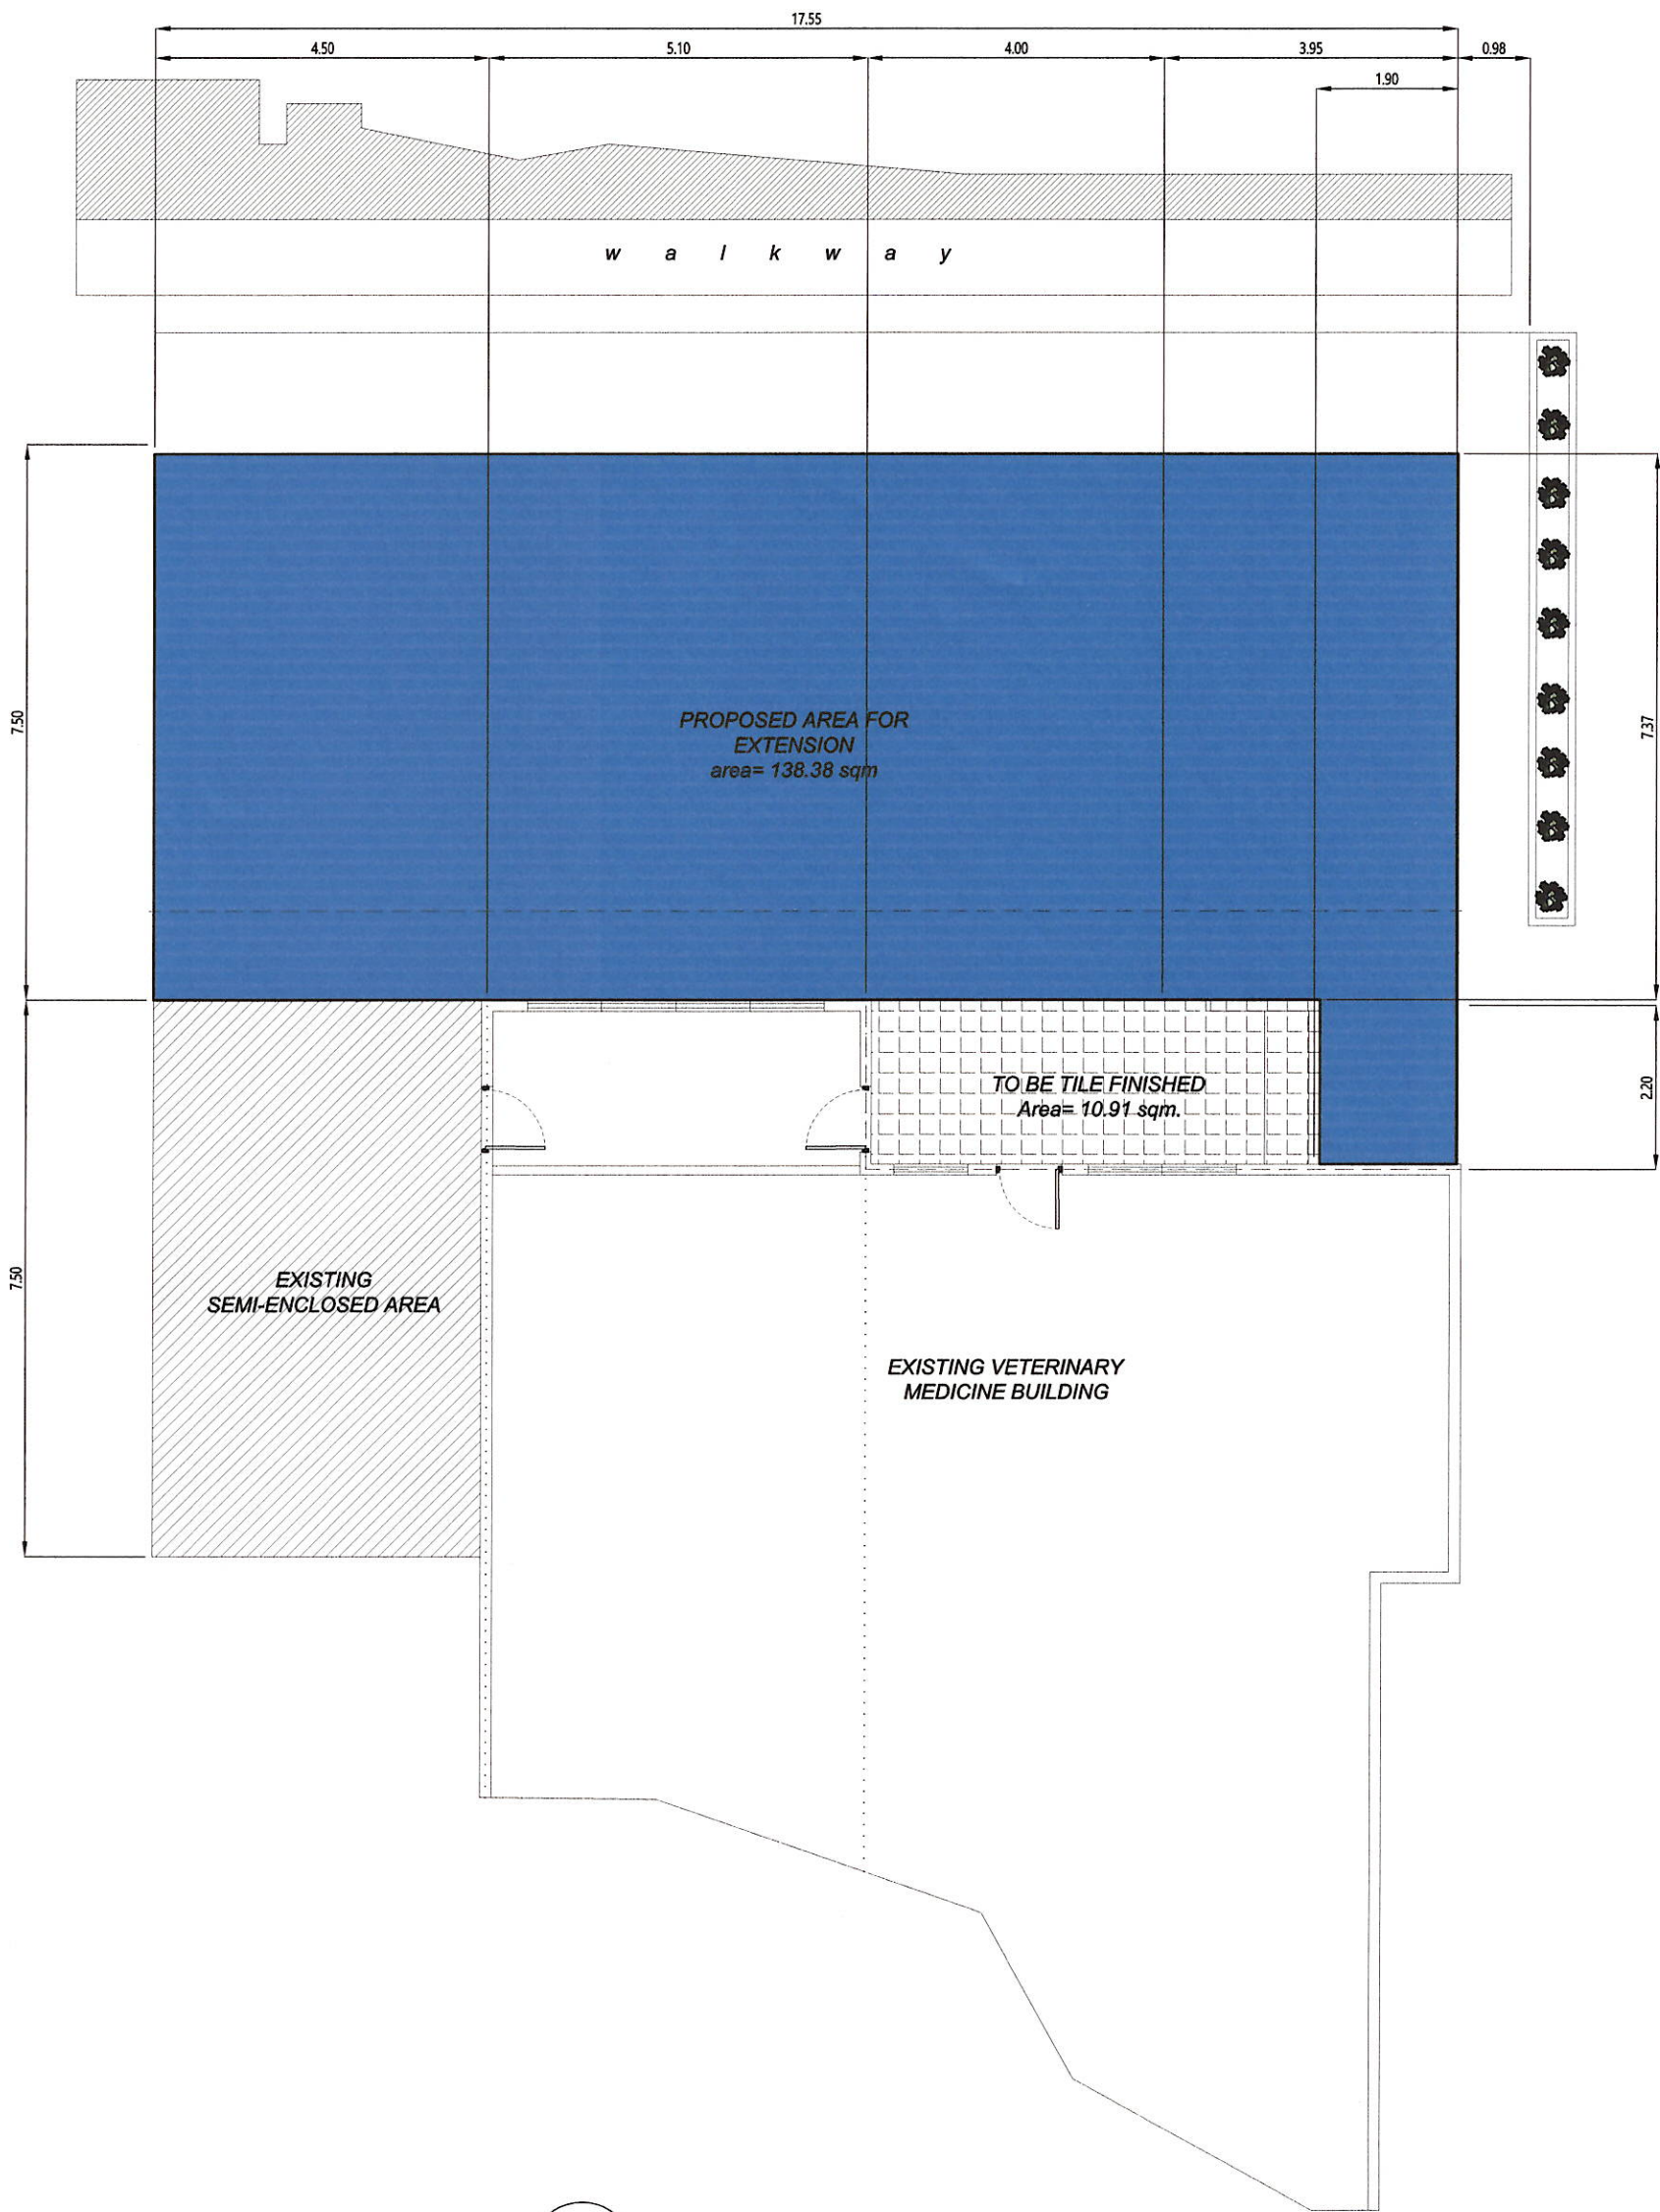 17.55
4.50 5.10 4.00 3.95 0.98
1.90
walkway
7.50
7.37
PROPOSED AREA FOR
EXTENSION
area= 138.38 sqm
TO BE TILE FINISHED
Area= 10.91 sqm.
2.20
7.50
EXISTING
SEMI-ENCLOSED AREA
EXISTING VETERINARY
MEDICINE BUILDING